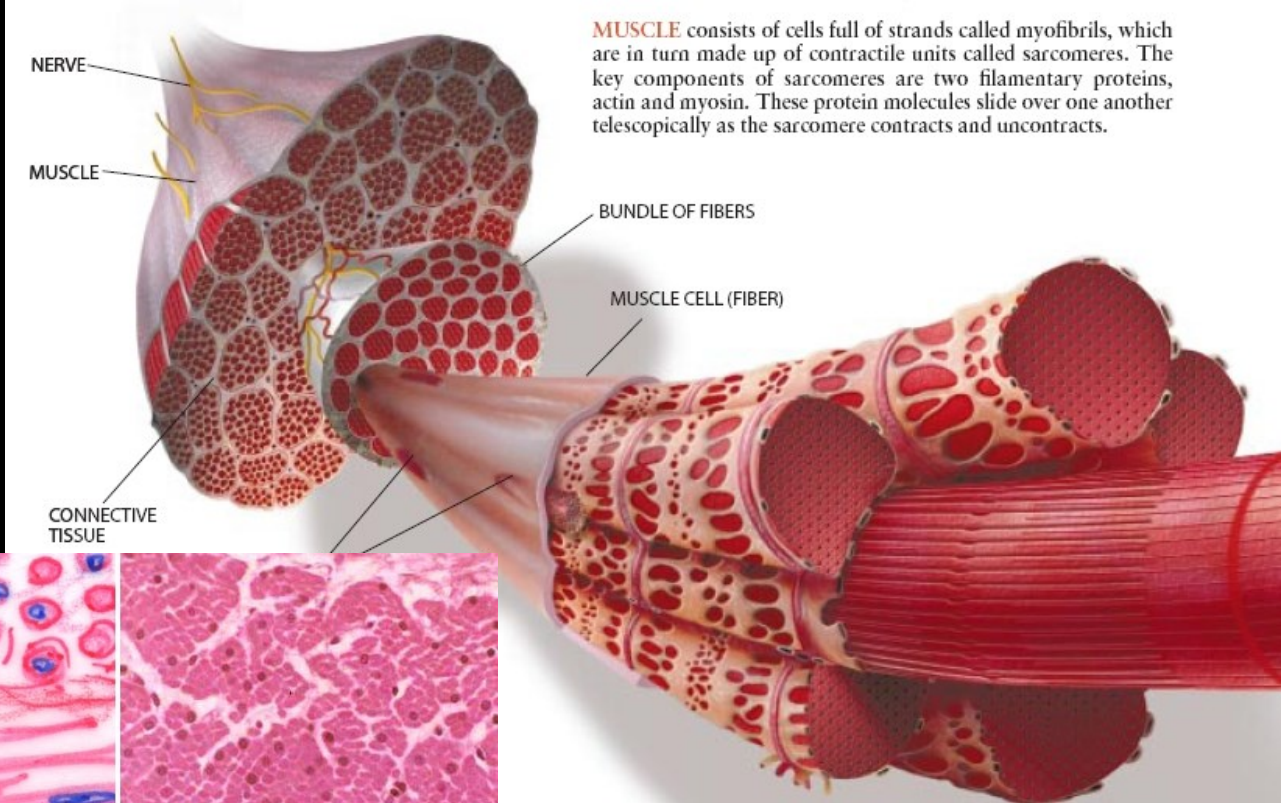 MUSCLE consists of cells full of strands called myofibrils, which
are in turn made up of contractile units called sarcomeres. The
key components of sarcomeres are two filamentary proteins,
actin and myosin. These protein molecules slide over one another
telescopically as the sarcomere contracts and uncontracts.
NERVE
MUSCLE
BUNDLE OF FIBERS
MUSCLE CELL (FIBER)
CONNECTIVE
TISSUE